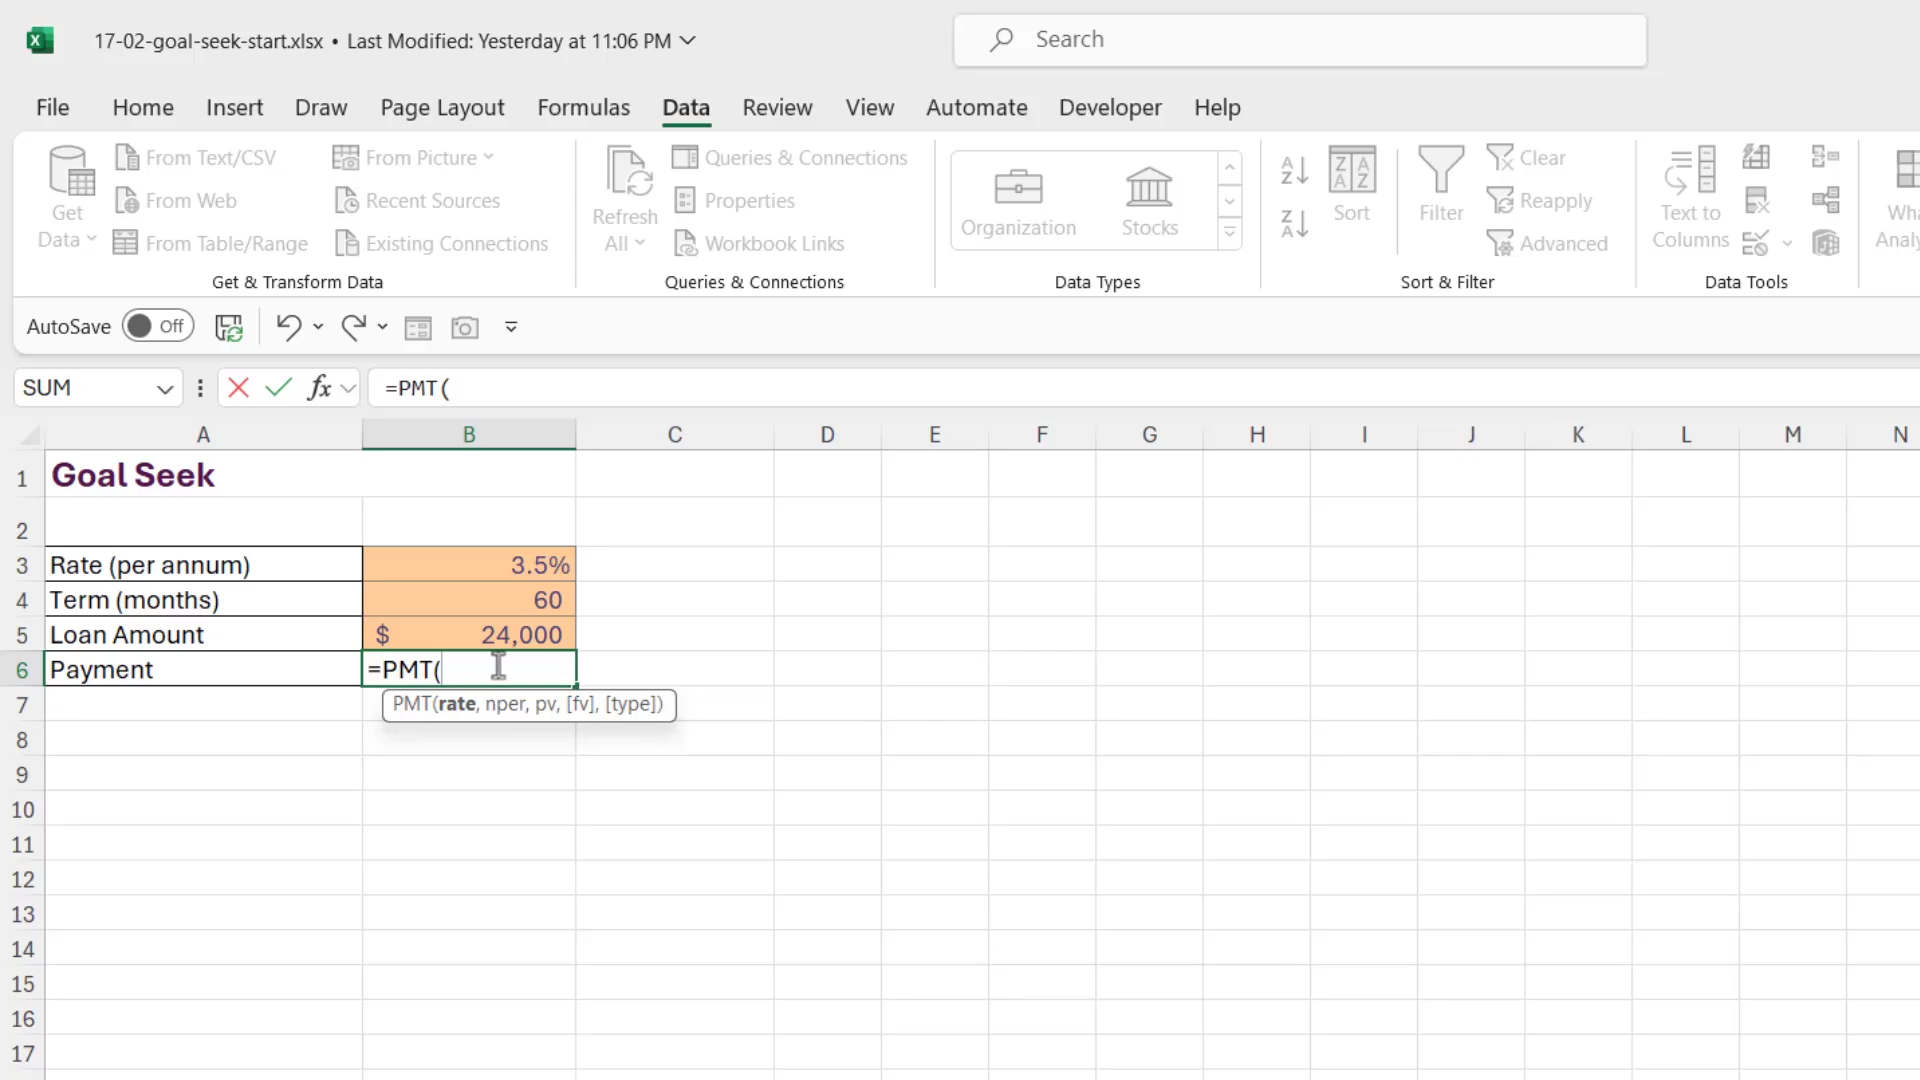 17-02-goal-seek-start.xlsx • Last Modified: Yesterday at 11:06 PM
Search
File Home Insert Draw Page Layout Formulas Data Review View Automate Developer Help
Get Data
From Text/CSV
From Web
From Table/Range
From Picture
Recent Sources
Existing Connections
Get & Transform Data
Refresh All
Queries & Connections
Properties
Workbook Links
Queries & Connections
Organization
Stocks
Data Types
Sort
Filter
Clear
Reapply
Advanced
Sort & Filter
Text to Columns
Data Tools
AutoSave Off
SUM fx =PMT(
A B C D E F G H I J K L M N
1 Goal Seek
2
3 Rate (per annum) 3.5%
4 Term (months) 60
5 Loan Amount $ 24,000
6 Payment =PMT(
PMT(rate, nper, pv, [fv], [type])
7
8
9
10
11
12
13
14
15
16
17